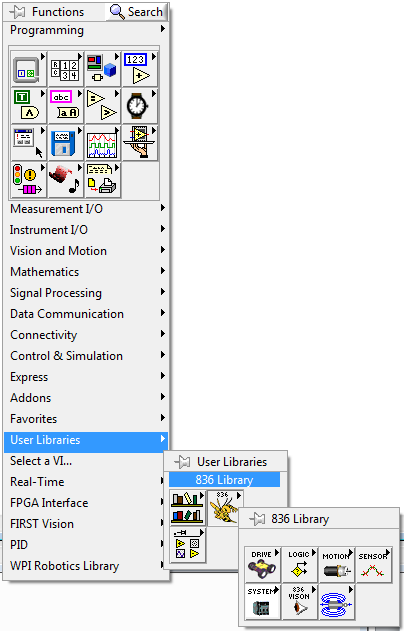 Functions
Search
Programming
123
abc
a A
Measurement I/O
Instrument I/O
Vision and Motion
Mathematics
Signal Processing
Data Communication
Connectivity
Control & Simulation
Express
Addons
Favorites
User Libraries
Select a VI...
Real-Time
FPGA Interface
FIRST Vision
PID
WPI Robotics Library
User Libraries
836 Library
836
836 Library
DRIVE
LOGIC
MOTION
SENSOR
SYSTEM
836
VISON